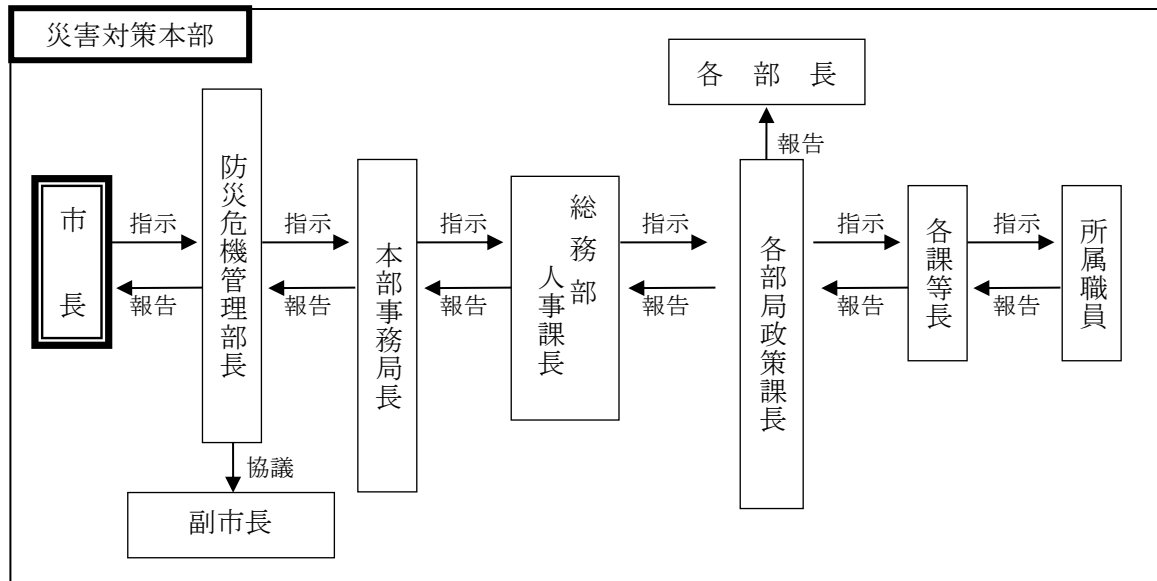 災害対策本部
各 部 長
報告
市長
指示
報告
防災危機管理部長
指示
報告
本部事務局長
指示
報告
総務部
人事課長
指示
報告
各部局政策課長
指示
報告
各課等長
指示
報告
所属職員
協議
副市長